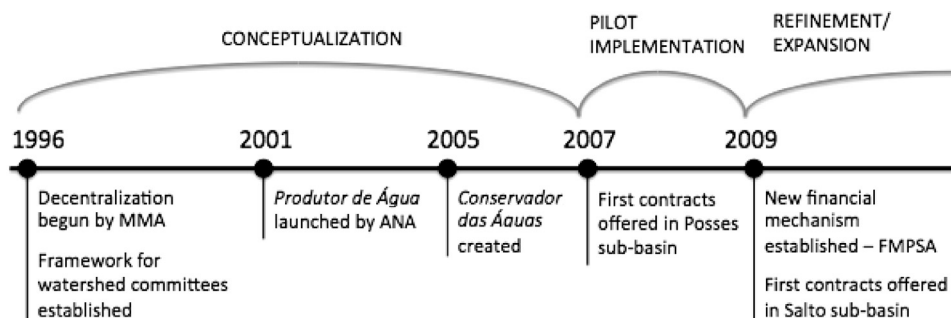 CONCEPTUALIZATION
PILOT
IMPLEMENTATION
REFINEMENT/
EXPANSION
1996
2001
2005
2007
2009
Decentralization
begun by MMA
Framework for
watershed committees
established
Produtor de Água
launched by ANA
Conservador
das Áauas
created
First contracts
offered in Posses
sub-basin
New financial
mechanism
established – FMPSA
First contracts offered
in Salto sub-basin